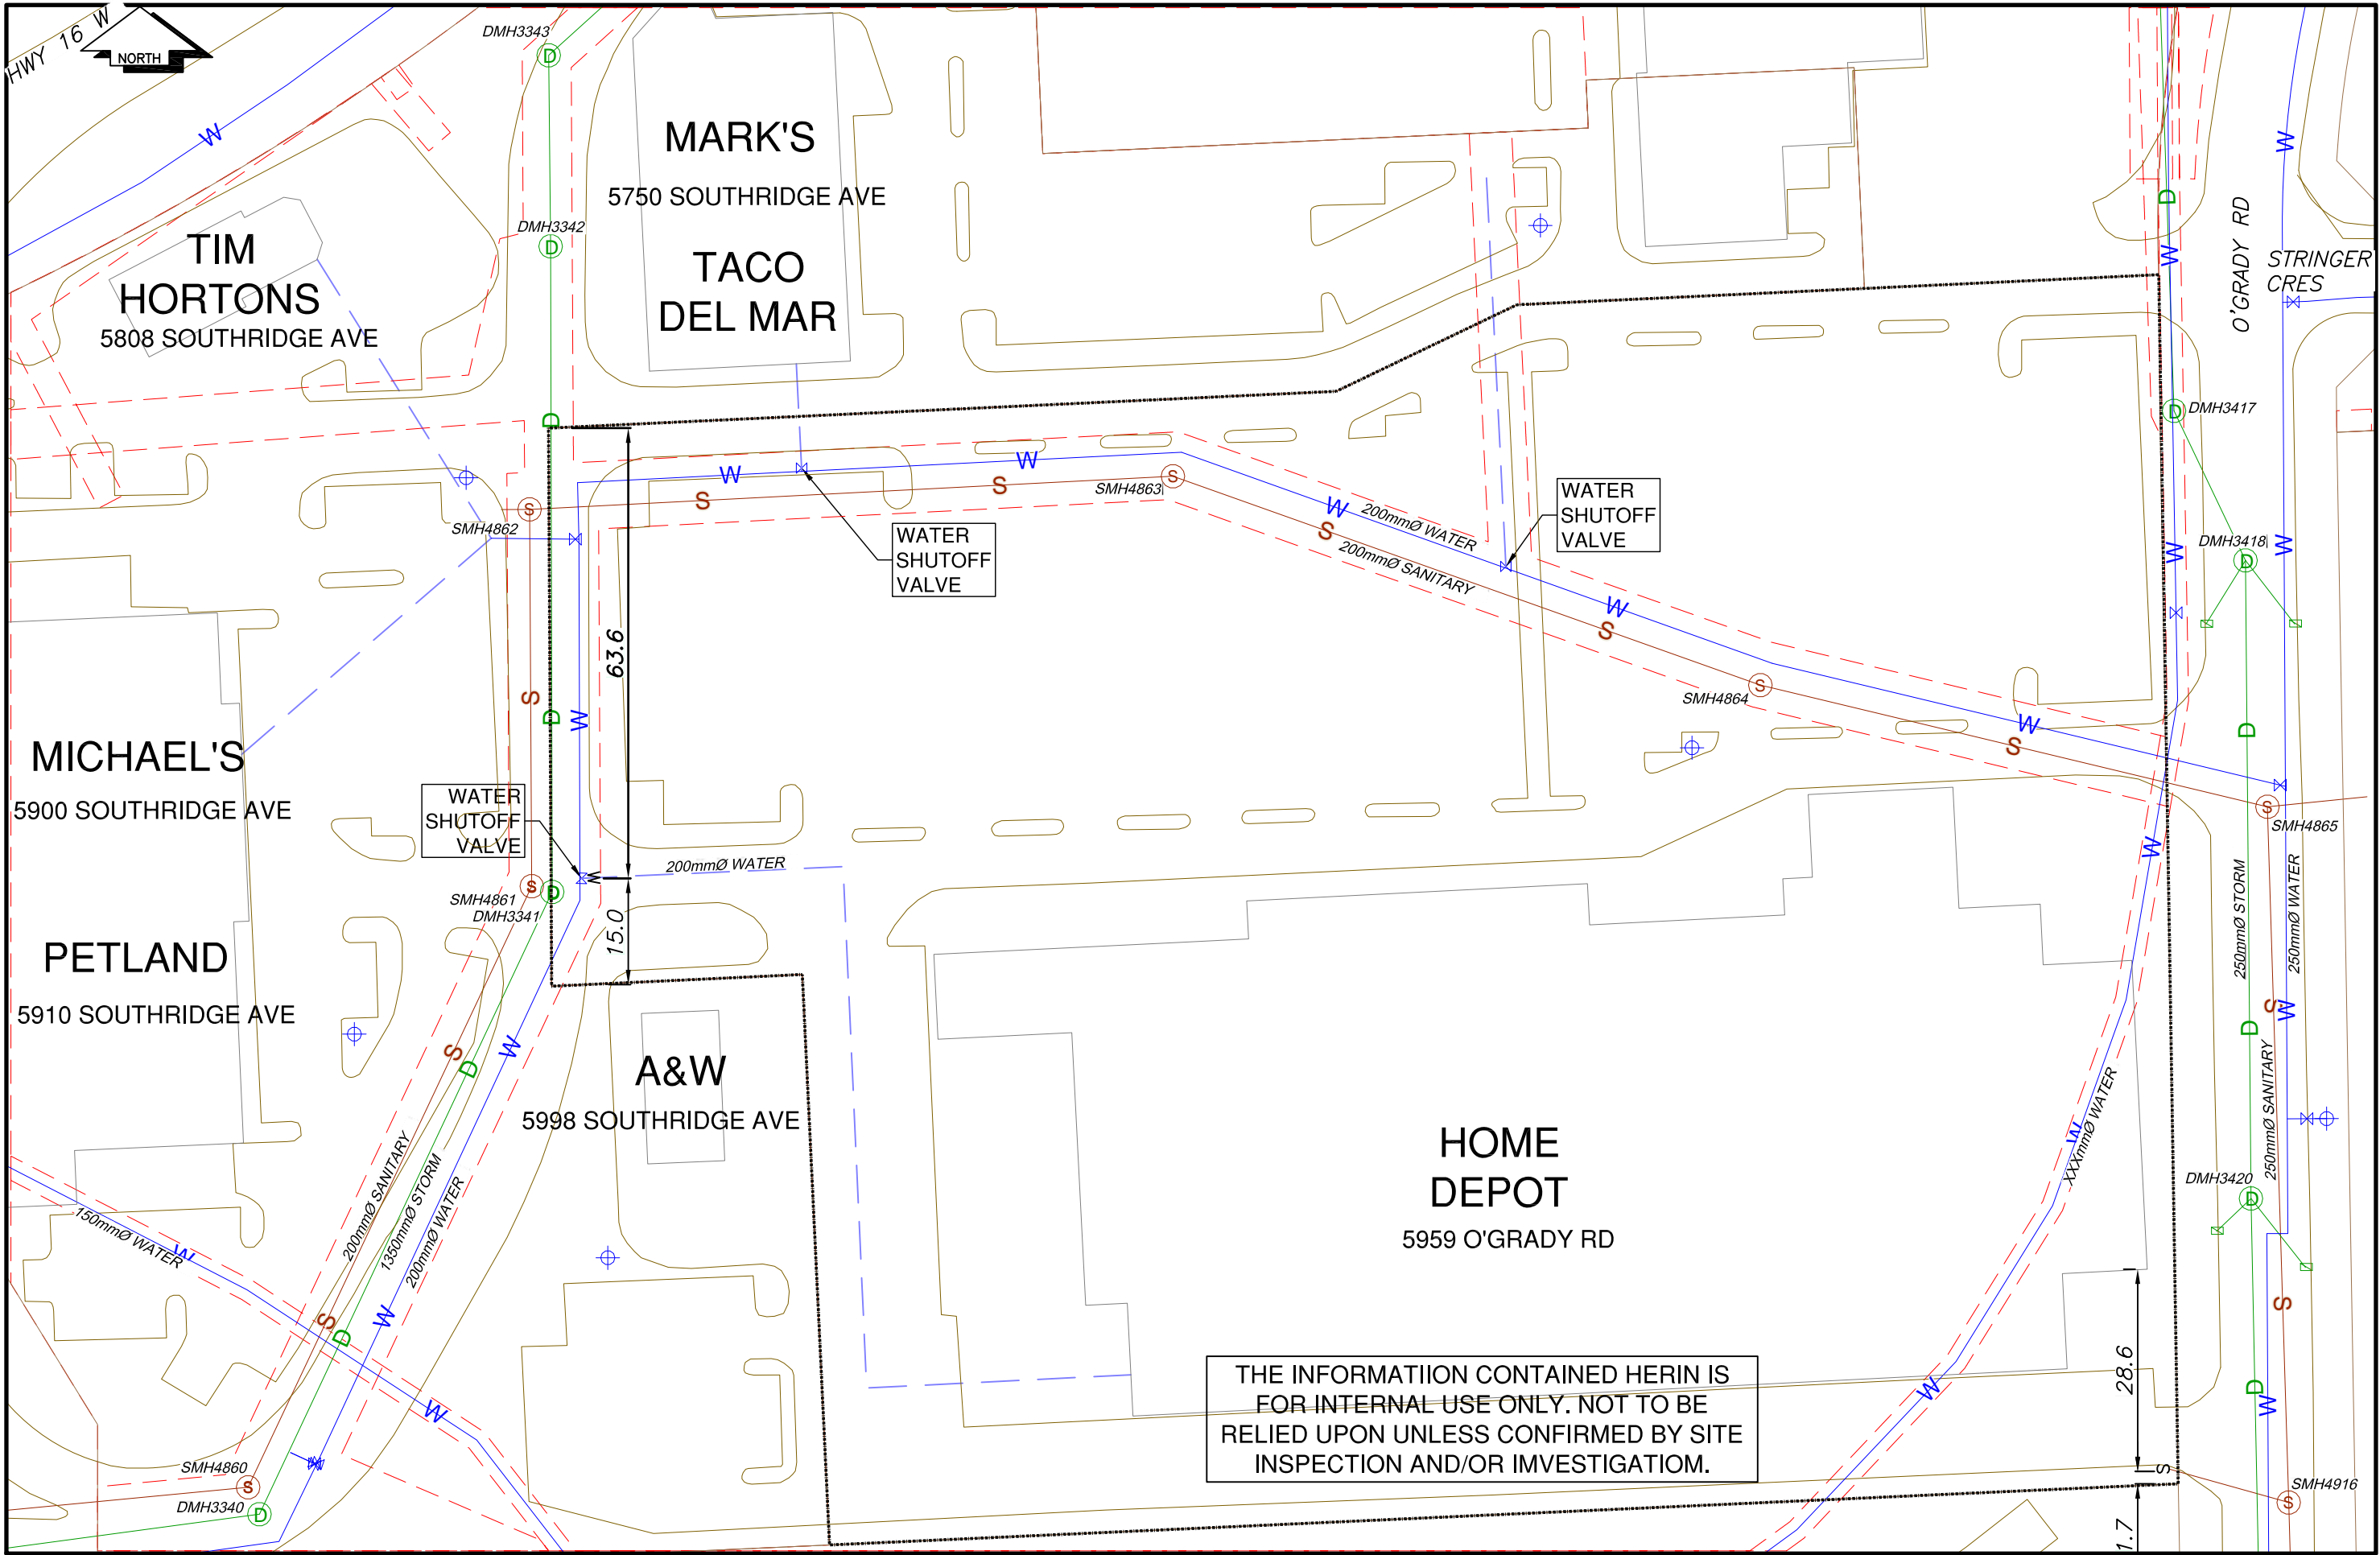 HWY 16 W
NORTH
DMH3343
MARK'S
5750 SOUTHRIDGE AVE
TACO
DEL MAR
DMH3342
TIM
HORTONS
5808 SOUTHRIDGE AVE
W
D
W
W
O'GRADY RD
STRINGER
CRES
DMH3417
D
W
W
S
S
SMH4862
SMH4863
WATER
SHUTOFF
VALVE
WATER
SHUTOFF
VALVE
W
S
200mmØ WATER
200mmØ SANITARY
DMH3418
W
W
63.6
W
S
S
D
W
SMH4864
W
S
D
MICHAEL'S
5900 SOUTHRIDGE AVE
WATER
SHUTOFF
VALVE
200mmØ WATER
SMH4861
DMH3341
15.0
SMH4865
W
250mmØ STORM
250mmØ WATER
PETLAND
5910 SOUTHRIDGE AVE
S
D
W
A&W
5998 SOUTHRIDGE AVE
S
W
D
250mmØ SANITARY
W
XXXmmØ WATER
HOME
DEPOT
5959 O'GRADY RD
DMH3420
200mmØ SANITARY
1350mmØ STORM
200mmØ WATER
150mmØ WATER
W
S
D
W
W
S
D
W
W
28.6
THE INFORMATIION CONTAINED HERIN IS
FOR INTERNAL USE ONLY. NOT TO BE
RELIED UPON UNLESS CONFIRMED BY SITE
INSPECTION AND/OR IMVESTIGATIOM.
SMH4860
DMH3340
S
SMH4916
1.7